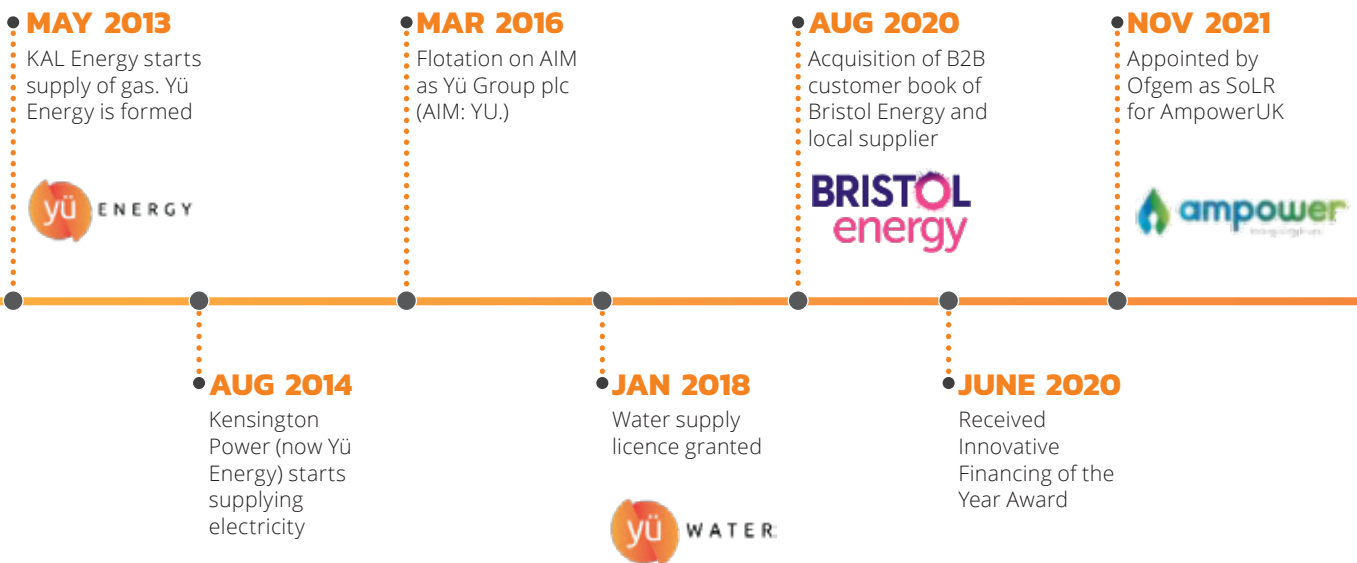 MAY 2013
KAL Energy starts
supply of gas. Yü
Energy is formed
yü ENERGY
AUG 2014
Kensington
Power (now Yü
Energy) starts
supplying
electricity
MAR 2016
Flotation on AIM
as Yü Group plc
(AIM: YU.)
JAN 2018
Water supply
licence granted
yü WATER
AUG 2020
Acquisition of B2B
customer book of
Bristol Energy and
local supplier
BRISTOL
energy
JUNE 2020
Received
Innovative
Financing of the
Year Award
NOV 2021
Appointed by
Ofgem as SoLR
for AmpowerUK
ampower